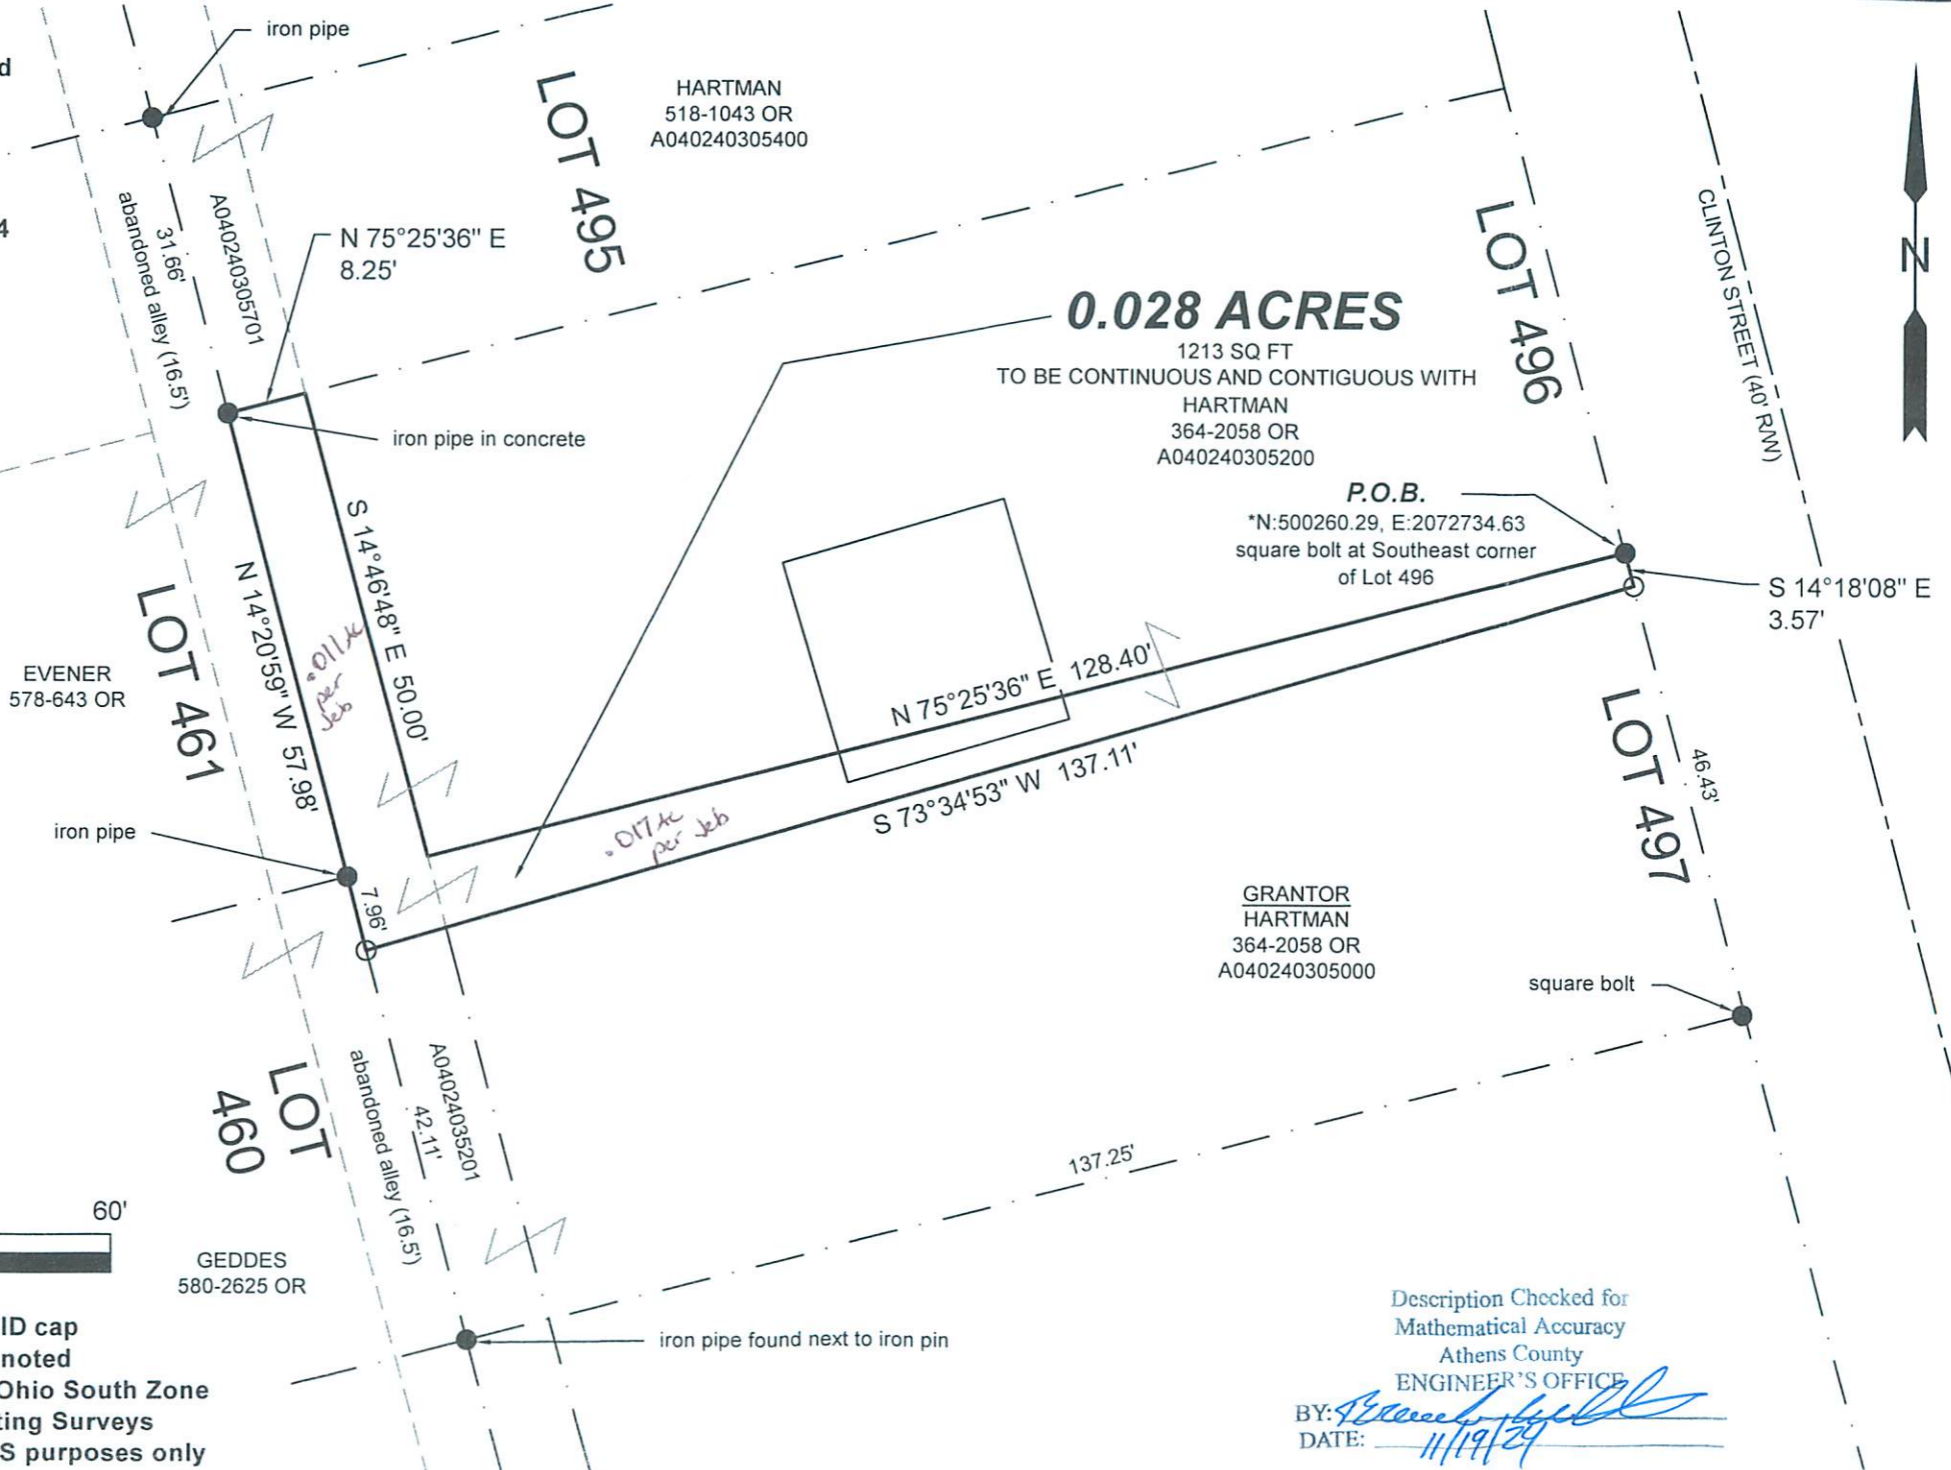 d
4
iron pipe
HARTMAN
518-1043 OR
A040240305400
LOT 495
A040240305701
31.66'
abandoned alley (16.5')
N 75°25'36" E
8.25'
iron pipe in concrete
0.028 ACRES
1213 SQ FT
TO BE CONTINUOUS AND CONTIGUOUS WITH
HARTMAN
364-2058 OR
A040240305200
LOT 496
CLINTON STREET (40' R/W)
N
P.O.B.
*N:500260.29, E:2072734.63
square bolt at Southeast corner
of Lot 496
S 14°18'08" E
3.57'
S 14°46'48" E 50.00'
N 14°20'59" W 57.98'
.011 Ac
per
Jeb
LOT 461
EVENER
578-643 OR
iron pipe
7.96'
N 75°25'36" E 128.40'
S 73°34'53" W 137.11'
.017 Ac
per Jeb
LOT 497
46.43'
GRANTOR
HARTMAN
364-2058 OR
A040240305000
square bolt
LOT
460
A04024035201
42.11'
abandoned alley (16.5')
137.25'
60'
GEDDES
580-2625 OR
iron pipe found next to iron pin
ID cap
noted
Ohio South Zone
ting Surveys
S purposes only
Description Checked for
Mathematical Accuracy
Athens County
ENGINEER'S OFFICE
BY:
DATE: 11/19/24